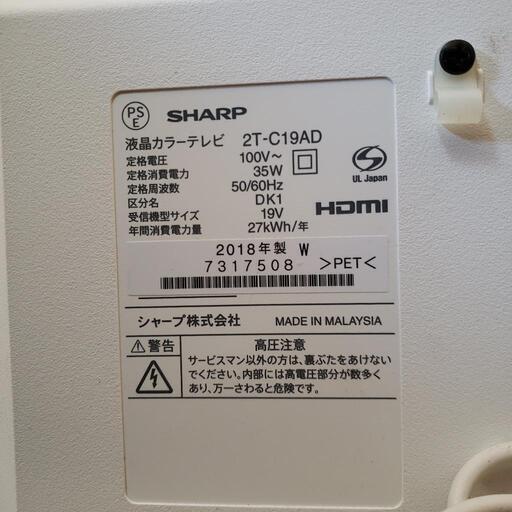 PS
E
SHARP
液晶カラーテレビ 2T-C19AD
定格電圧 100V～
定格消費電力 35W
定格周波数 50/60Hz
区分名 DK1
受信機型サイズ 19V
年間消費電力量 27kWh/年
UL Japan
HDMI
2018年製 W
7317508
>PET<
シャープ株式会社 MADE IN MALAYSIA
⚠警告 高圧注意
サービスマン以外の方は、裏ぶたをあけない
でください。内部には高電圧部分が数多く
あり、万一さわると危険です。